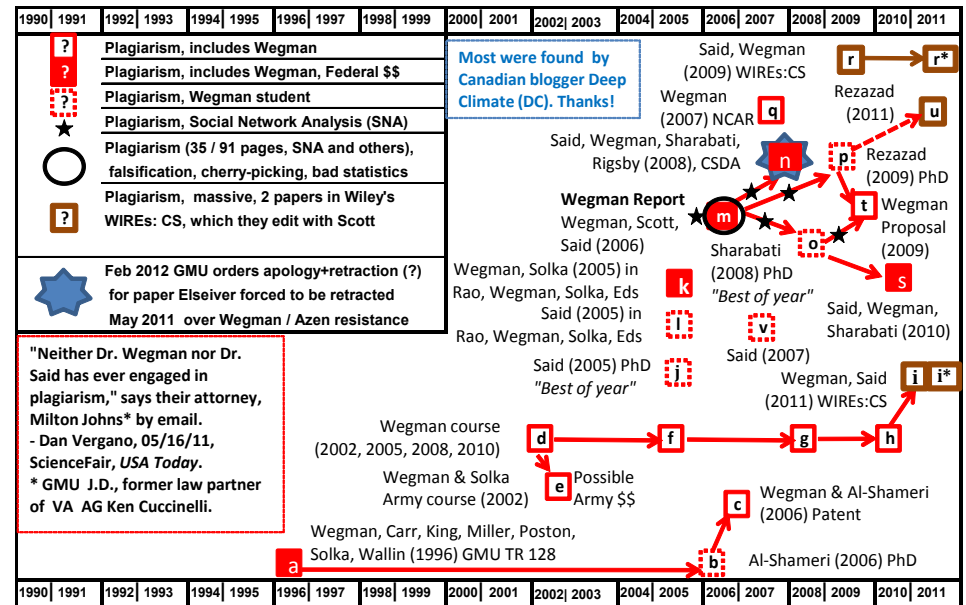 1990 1991 1992 1993 1994 1995 1996 1997 1998 1999 2000 2001 2002| 2003 2004 2005 2006 2007 2008 2009 2010 2011
? Plagiarism, includes Wegman
? Plagiarism, includes Wegman, Federal $$
? Plagiarism, Wegman student
Plagiarism, Social Network Analysis (SNA)
Plagiarism (35 / 91 pages, SNA and others),
falsification, cherry-picking, bad statistics
Plagiarism, massive, 2 papers in Wiley's
? WIREs: CS, which they edit with Scott
Feb 2012 GMU orders apology+retraction (?)
for paper Elseiver forced to be retracted
May 2011 over Wegman / Azen resistance
Most were found by
Canadian blogger Deep
Climate (DC). Thanks!
"Neither Dr. Wegman nor Dr.
Said has ever engaged in
plagiarism," says their attorney,
Milton Johns* by email.
- Dan Vergano, 05/16/11,
ScienceFair, USA Today.
* GMU J.D., former law partner
of VA AG Ken Cuccinelli.
Said, Wegman
(2009) WIREs:CS
r
r*
Wegman
(2007) NCAR
q
Rezazad
(2011)
u
Said, Wegman, Sharabati,
Rigsby (2008), CSDA
n
p
Rezazad
(2009) PhD
Wegman Report
Wegman, Scott,
Said (2006)
m
t
Wegman
Proposal
(2009)
o
Sharabati
(2008) PhD
"Best of year"
s
Said, Wegman,
Sharabati (2010)
Wegman, Solka (2005) in
Rao, Wegman, Solka, Eds
k
Said (2005) in
Rao, Wegman, Solka, Eds
l
v
Said (2007)
Said (2005) PhD
"Best of year"
j
Wegman, Said
(2011) WIREs:CS
i
i*
Wegman course
(2002, 2005, 2008, 2010)
d
f
g
h
Wegman & Solka
Army course (2002)
e
Possible
Army $$
c
Wegman & Al-Shameri
(2006) Patent
Wegman, Carr, King, Miller, Poston,
Solka, Wallin (1996) GMU TR 128
a
b
Al-Shameri (2006) PhD
1990 1991 1992 1993 1994 1995 1996 1997 1998 1999 2000 2001 2002| 2003 2004 2005 2006 2007 2008 2009 2010 2011